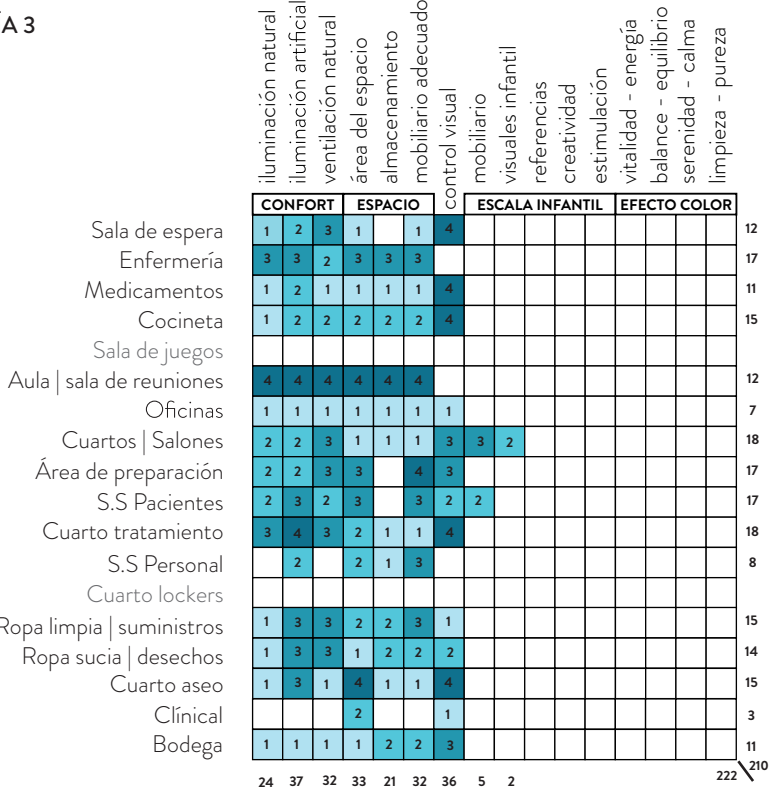 ÍA 3
iluminación natural
iluminación artificial
ventilación natural
área del espacio
almacenamiento
mobiliario adecuado
control visual
mobiliario
visuales infantil
referencias
creatividad
estimulación
vitalidad - energía
balance - equilibrio
serenidad - calma
limpieza - pureza
CONFORT ESPACIO ESCALA INFANTIL EFECTO COLOR
Sala de espera 1 2 3 1 1 4 12
Enfermería 3 3 2 3 3 3 17
Medicamentos 1 2 1 1 1 1 4 11
Cocineta 1 2 2 2 2 2 4 15
Sala de juegos
Aula | sala de reuniones 4 4 4 4 4 4 12
Oficinas 1 1 1 1 1 1 1 7
Cuartos | Salones 2 2 3 1 1 1 3 3 2 18
Área de preparación 2 2 3 3 4 3 17
S.S Pacientes 2 3 2 3 3 2 2 17
Cuarto tratamiento 3 4 3 2 1 1 4 18
S.S Personal 2 2 1 3 8
Cuarto lockers
Ropa limpia | suministros 1 3 3 2 2 3 1 15
Ropa sucia | desechos 1 3 3 1 2 2 2 14
Cuarto aseo 1 3 1 4 1 1 4 15
Clínical 2 1 3
Bodega 1 1 1 1 2 2 3 11
24 37 32 33 21 32 36 5 2 222 \ 210